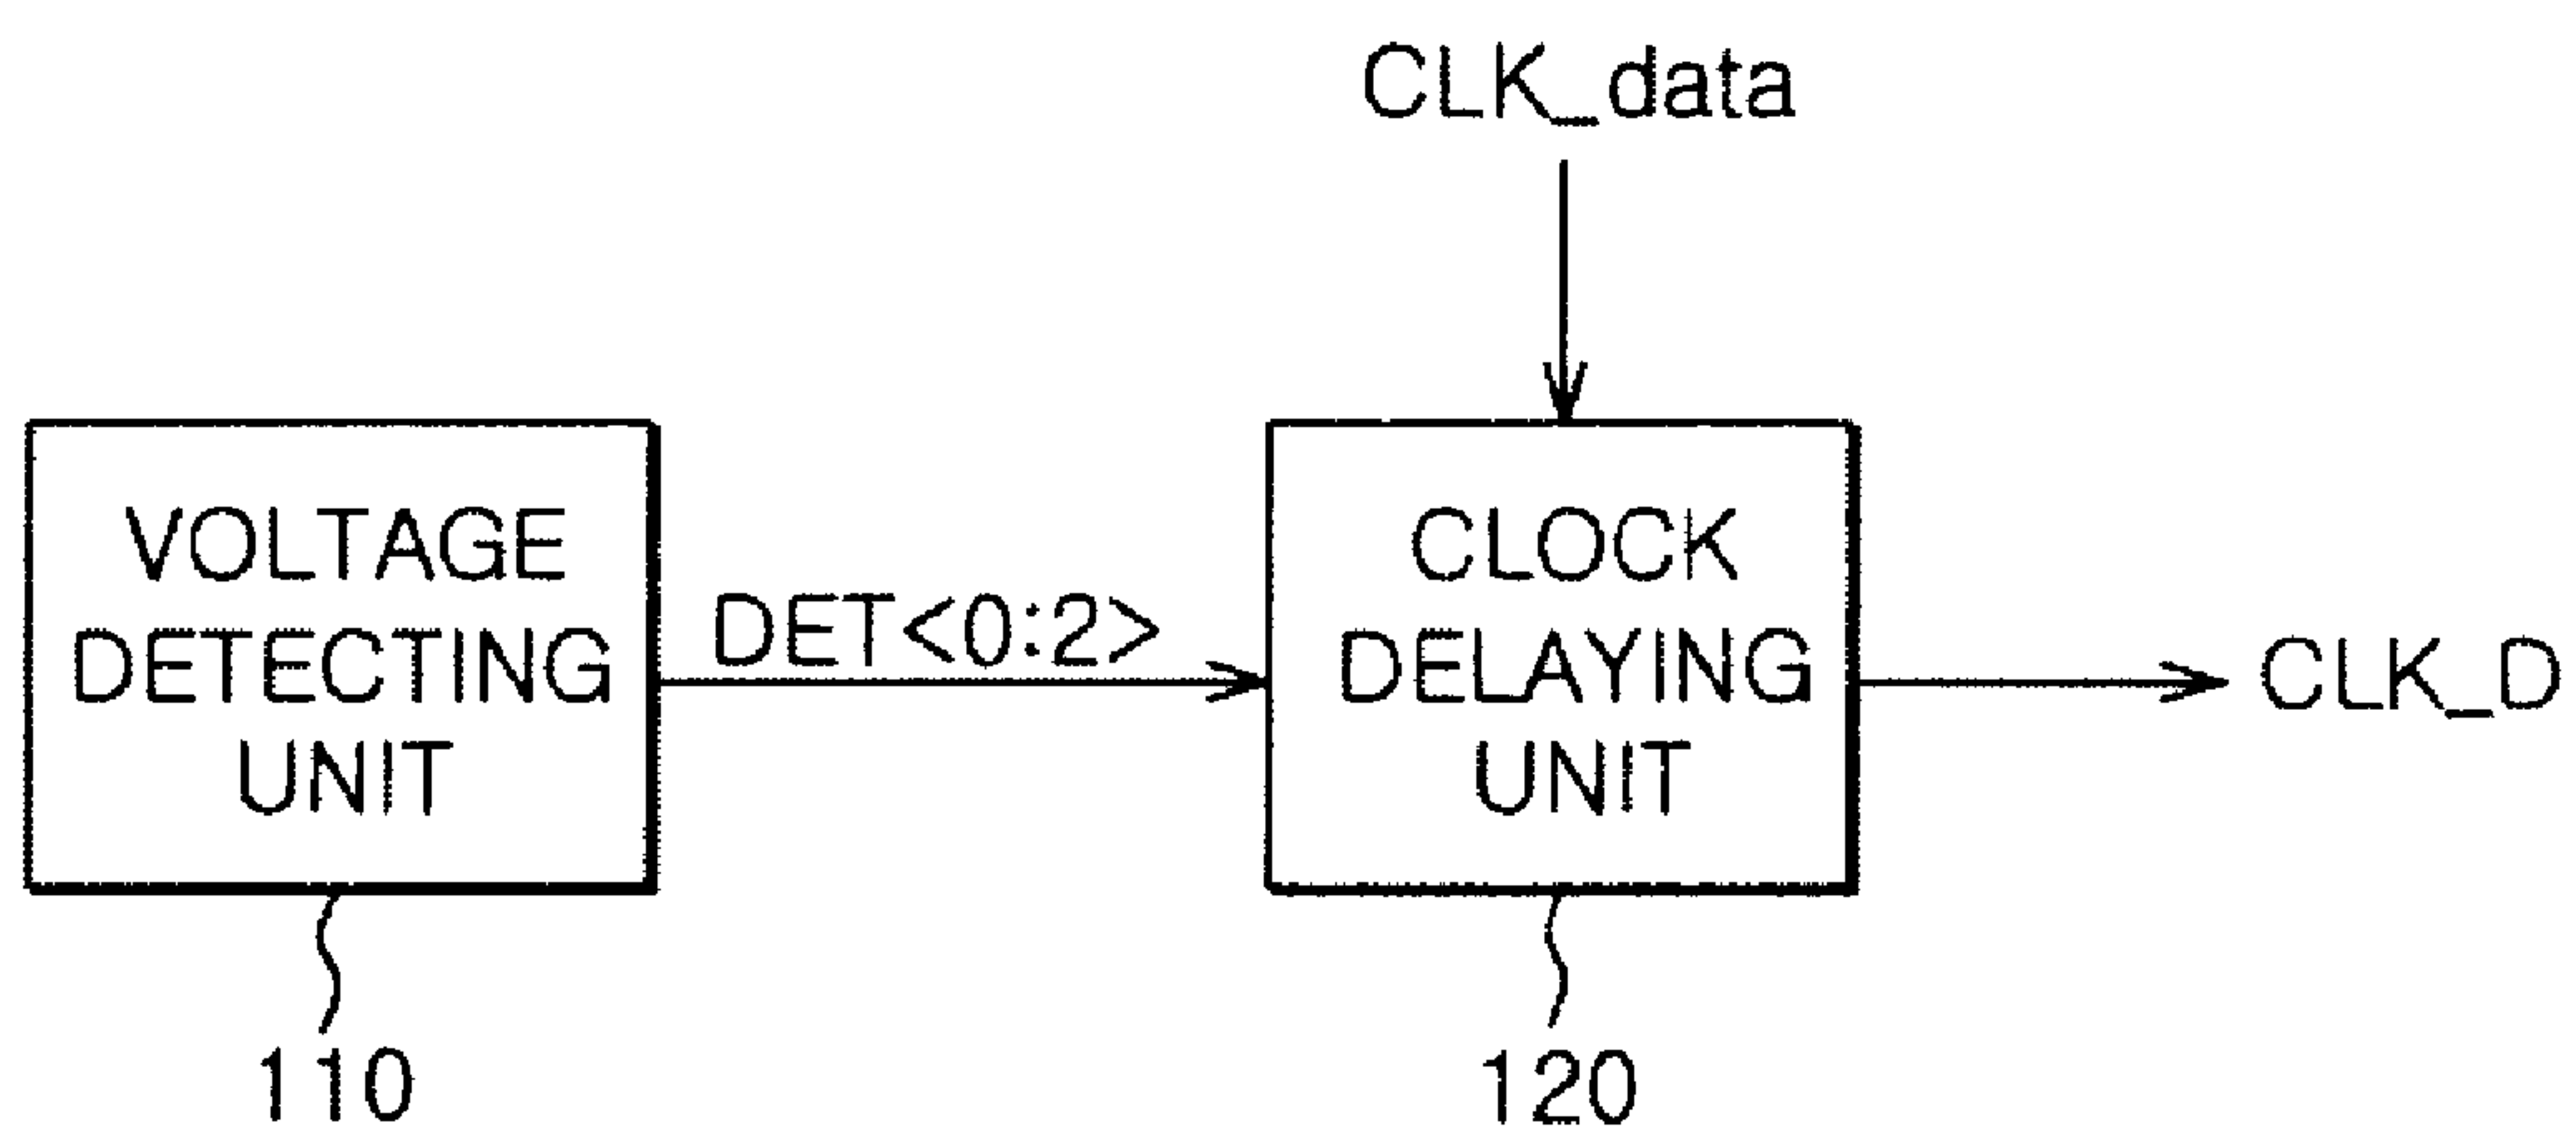 CLK_data
VOLTAGE
DETECTING
UNIT
DET<0:2>
CLOCK
DELAYING
UNIT
CLK_D
110
120